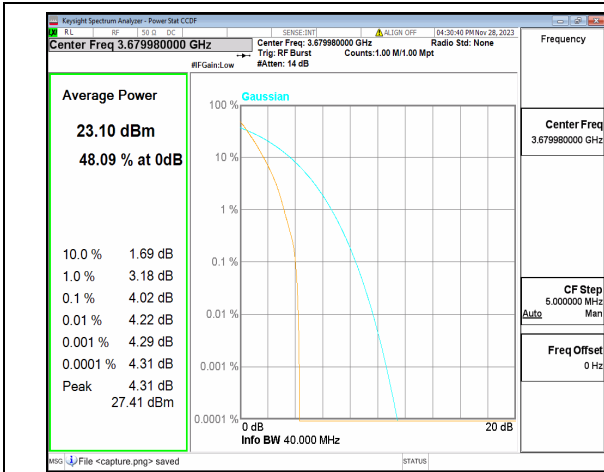 Keysight Spectrum Analyzer - Power Stat CCDF
RL RF 50 Ω DC SENSE:INT ALIGN OFF 04:30:40 PM Nov 28, 2023
Center Freq 3.679980000 GHz
Center Freq: 3.679980000 GHz Radio Std: None
Trig: RF Burst Counts:1.00 M/1.00 Mpt
#IFGain:Low #Atten: 14 dB
Frequency
Average Power
23.10 dBm
48.09 % at 0dB
10.0 % 1.69 dB
1.0 % 3.18 dB
0.1 % 4.02 dB
0.01 % 4.22 dB
0.001 % 4.29 dB
0.0001 % 4.31 dB
Peak 4.31 dB
27.41 dBm
Gaussian
100 %
10 %
1 %
0.1 %
0.01 %
0.001 %
0.0001 %
0 dB 20 dB
Info BW 40.000 MHz
Center Freq
3.679980000 GHz
CF Step
5.000000 MHz
Auto Man
Freq Offset
0 Hz
MSG File <capture.png> saved STATUS